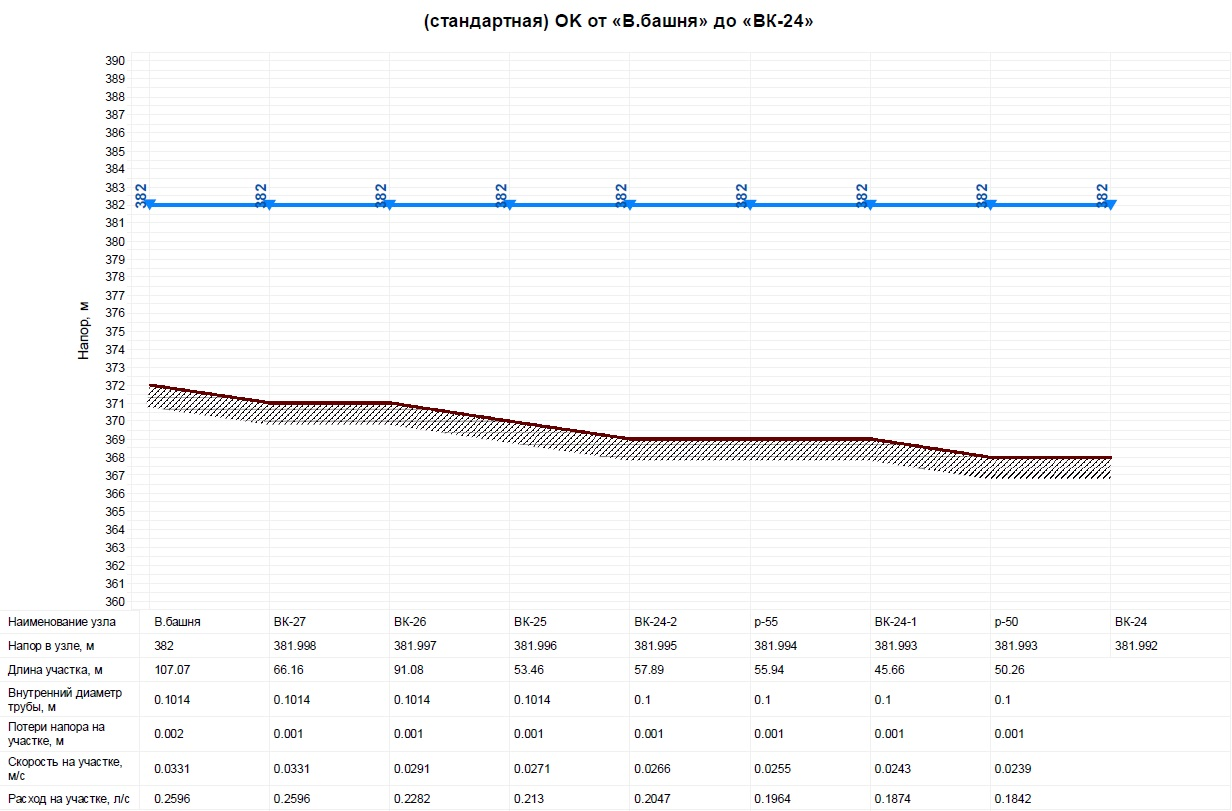 (стандартная) ОК от «В.башня» до «ВК-24»
390
389
388
387
386
385
384
383
382
381
380
379
378
377
376
375
374
373
372
371
370
369
368
367
366
365
364
363
362
361
360
Напор, м
382 382 382 382 382 382 382 382 382
Наименование узла В.башня ВК-27 ВК-26 ВК-25 ВК-24-2 р-55 ВК-24-1 р-50 ВК-24
Напор в узле, м 382 381.998 381.997 381.996 381.995 381.994 381.993 381.993 381.992
Длина участка, м 107.07 66.16 91.08 53.46 57.89 55.94 45.66 50.26
Внутренний диаметр
трубы, м 0.1014 0.1014 0.1014 0.1014 0.1 0.1 0.1 0.1
Потери напора на
участке, м 0.002 0.001 0.001 0.001 0.001 0.001 0.001 0.001
Скорость на участке,
м/с 0.0331 0.0331 0.0291 0.0271 0.0266 0.0255 0.0243 0.0239
Расход на участке, л/с 0.2596 0.2596 0.2282 0.213 0.2047 0.1964 0.1874 0.1842